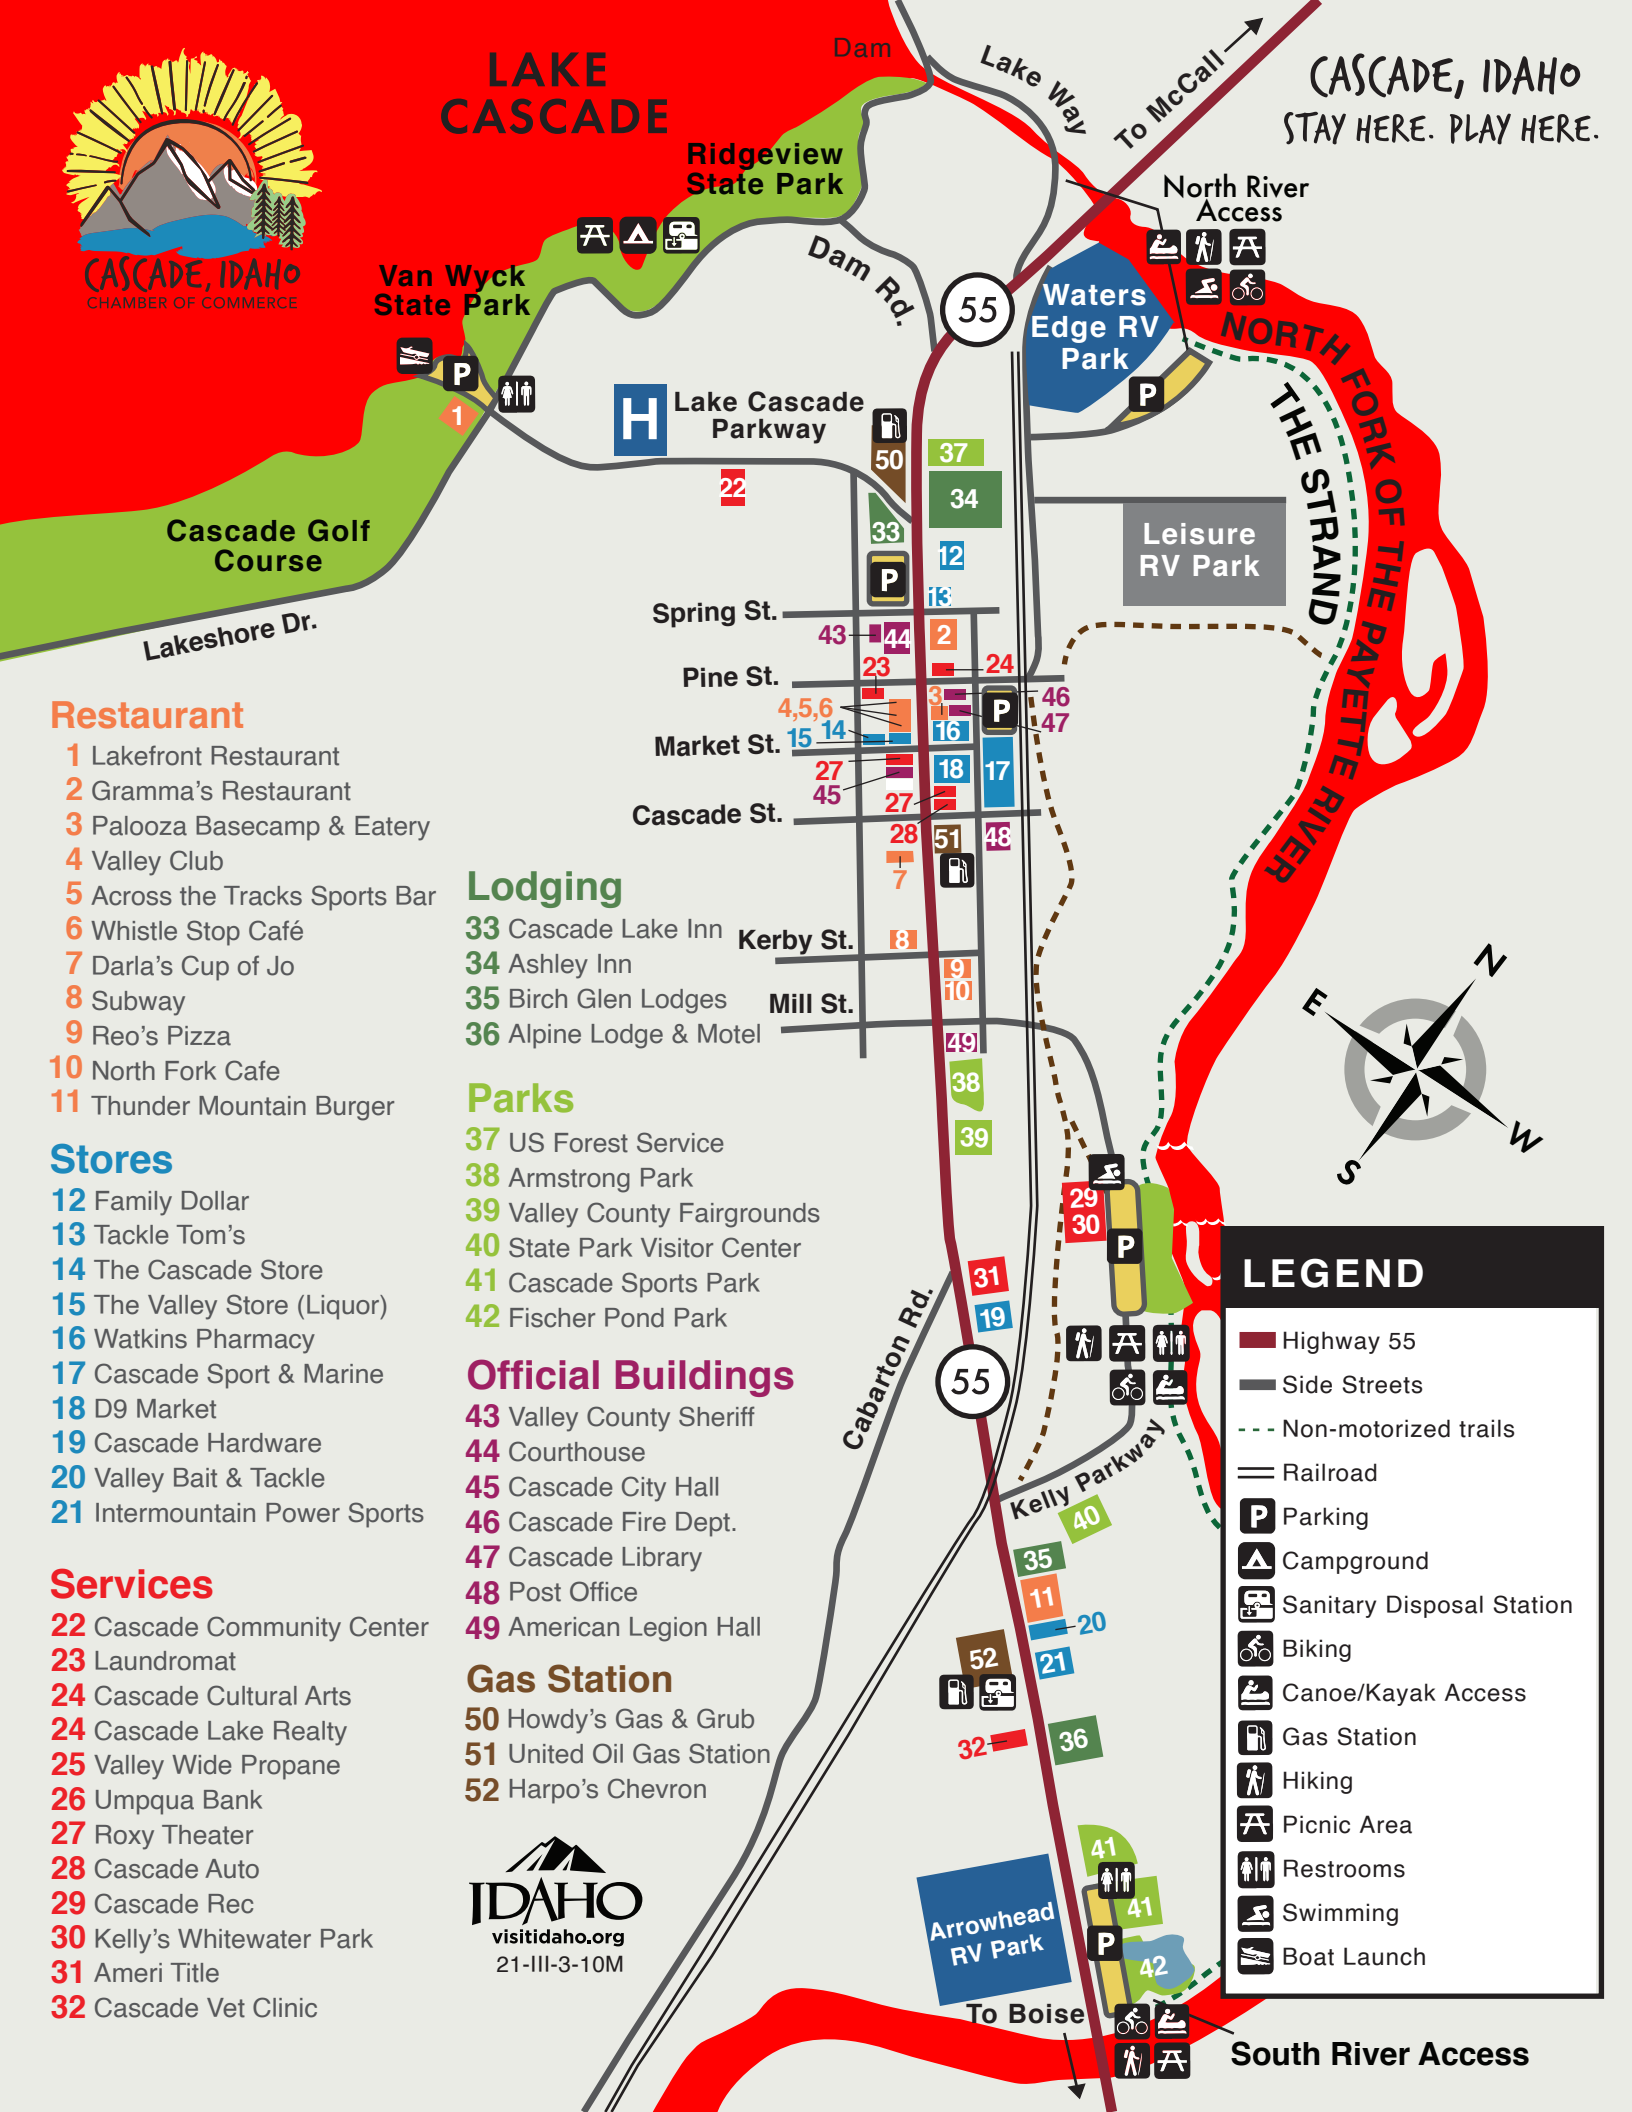 LAKE
CASCADE
Dam
Lake Way
To McCall
CASCADE, IDAHO
STAY HERE. PLAY HERE.
CASCADE, IDAHO
CHAMBER OF COMMERCE
Ridgeview
State Park
North River
Access
Van Wyck
State Park
Dam Rd.
55
Waters
Edge RV
Park
P
P
1
H
Lake Cascade
Parkway
NORTH FORK OF THE PAYETTE RIVER
THE STRAND
50
37
22
34
33
Cascade Golf
Course
Leisure
RV Park
12
P
13
Lakeshore Dr.
Spring St.
43
44
2
23
24
Pine St.
4,5,6
3
46
P
47
Market St.
15
14
16
27
18
17
45
27
Cascade St.
28
51
48
7
Kerby St.
8
9
10
Mill St.
49
38
39
29
30
P
31
19
Cabarton Rd.
55
Kelly Parkway
40
35
11
20
52
21
32
36
41
41
P
42
Arrowhead
RV Park
To Boise
South River Access
N
E
W
S
Restaurant
1 Lakefront Restaurant
2 Gramma's Restaurant
3 Palooza Basecamp & Eatery
4 Valley Club
5 Across the Tracks Sports Bar
6 Whistle Stop Café
7 Darla's Cup of Jo
8 Subway
9 Reo's Pizza
10 North Fork Cafe
11 Thunder Mountain Burger
Stores
12 Family Dollar
13 Tackle Tom's
14 The Cascade Store
15 The Valley Store (Liquor)
16 Watkins Pharmacy
17 Cascade Sport & Marine
18 D9 Market
19 Cascade Hardware
20 Valley Bait & Tackle
21 Intermountain Power Sports
Services
22 Cascade Community Center
23 Laundromat
24 Cascade Cultural Arts
24 Cascade Lake Realty
25 Valley Wide Propane
26 Umpqua Bank
27 Roxy Theater
28 Cascade Auto
29 Cascade Rec
30 Kelly's Whitewater Park
31 Ameri Title
32 Cascade Vet Clinic
Lodging
33 Cascade Lake Inn
34 Ashley Inn
35 Birch Glen Lodges
36 Alpine Lodge & Motel
Parks
37 US Forest Service
38 Armstrong Park
39 Valley County Fairgrounds
40 State Park Visitor Center
41 Cascade Sports Park
42 Fischer Pond Park
Official Buildings
43 Valley County Sheriff
44 Courthouse
45 Cascade City Hall
46 Cascade Fire Dept.
47 Cascade Library
48 Post Office
49 American Legion Hall
Gas Station
50 Howdy's Gas & Grub
51 United Oil Gas Station
52 Harpo's Chevron
IDAHO
visitidaho.org
21-III-3-10M
LEGEND
Highway 55
Side Streets
Non-motorized trails
Railroad
P Parking
Campground
Sanitary Disposal Station
Biking
Canoe/Kayak Access
Gas Station
Hiking
Picnic Area
Restrooms
Swimming
Boat Launch